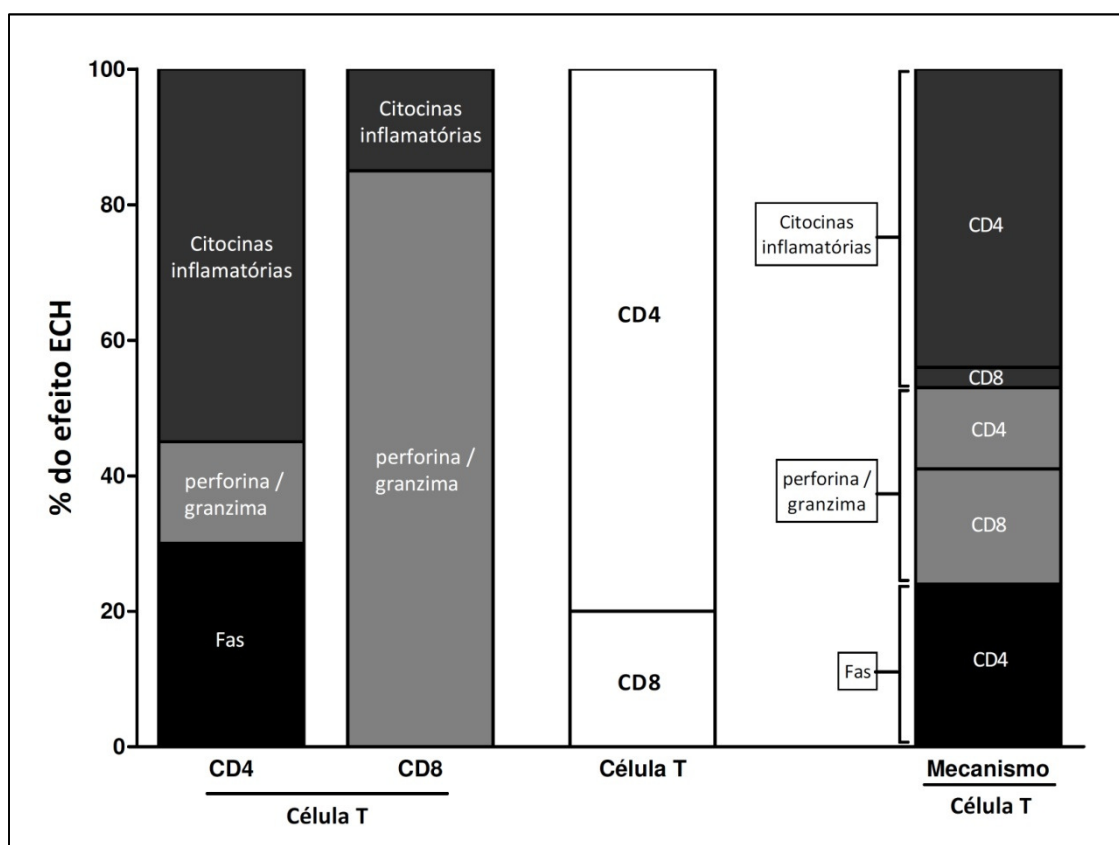 % do efeito ECH
100
80
60
40
20
0
Citocinas
inflamatórias
perforina /
granzima
Fas
Citocinas
inflamatórias
perforina /
granzima
CD4
CD8
Citocinas
inflamatórias
perforina /
granzima
Fas
CD4
CD8
CD4
CD8
CD4
CD4
CD8
Célula T
Célula T
Mecanismo
Célula T